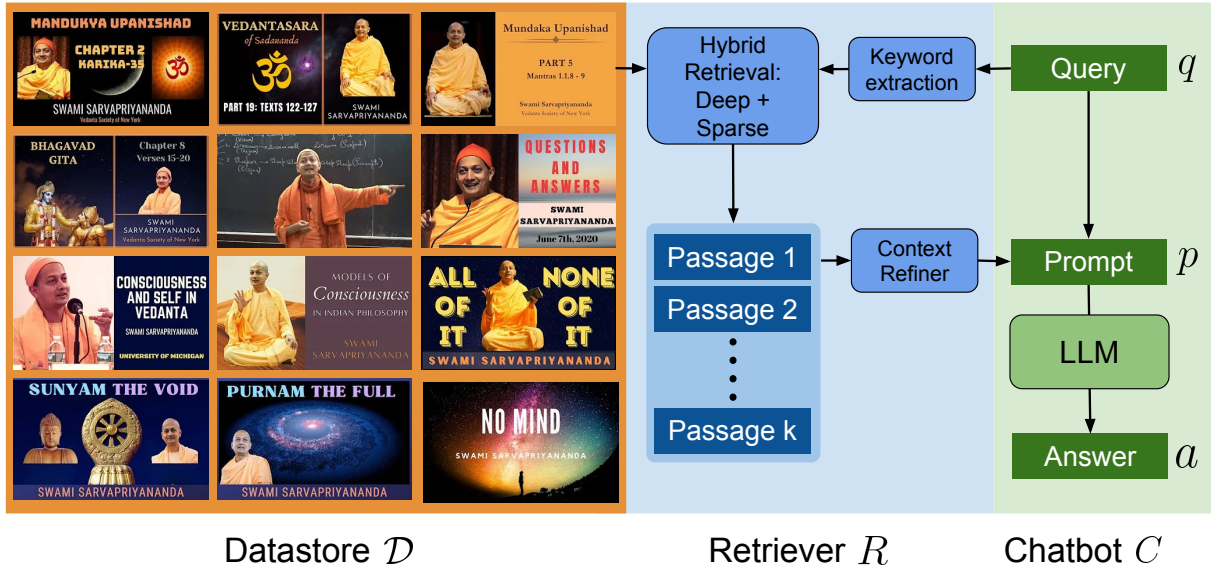 MANDUKYA UPANISHAD
CHAPTER 2
KARIKA-35
SWAMI SARVAPRIYANANDA
Vedanta Society of New York
VEDANTASARA
of Sadananda
ॐ
PART 19: TEXTS 122-127
SWAMI
SARVAPRIYANANDA
Mundaka Upanishad
PART 5
Mantras 1.1.8 - 9
Swami Sarvapriyananda
Vedanta Society of New York
BHAGAVAD
GITA
Chapter 8
Verses 15-20
SWAMI
SARVAPRIYANANDA
Vedanta Society of New York
QUESTIONS
AND
ANSWERS
SWAMI
SARVAPRIYANANDA
June 7th, 2020
CONSCIOUSNESS
AND SELF IN
VEDANTA
SWAMI SARVAPRIYANANDA
UNIVERSITY OF MICHIGAN
MODELS OF
Consciousness
IN INDIAN PHILOSOPHY
SWAMI
SARVAPRIYANANDA
ALL
OF
IT
NONE
OF
IT
SWAMI SARVAPRIYANANDA
SUNYAM THE VOID
SWAMI SARVAPRIYANANDA
PURNAM THE FULL
SWAMI SARVAPRIYANANDA
NO MIND
SWAMI SARVAPRIYANANDA
Hybrid
Retrieval:
Deep +
Sparse
Keyword
extraction
Query
q
Passage 1
Passage 2
Passage k
Context
Refiner
Prompt
p
LLM
Answer
a
Datastore D
Retriever R
Chatbot C